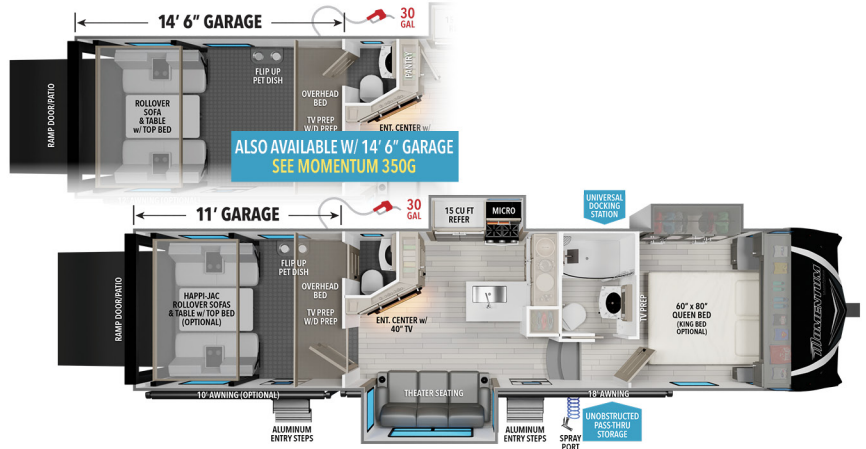 14' 6" GARAGE
30
GAL
RAMP DOOR/PATIO
FLIP UP
PET DISH
ROLLOVER
SOFA
& TABLE
w/ TOP BED
OVERHEAD
BED
TV PREP
W/D PREP
PANTRY
ENT. CENTER w/
ALSO AVAILABLE W/ 14' 6" GARAGE
SEE MOMENTUM 350G
11' GARAGE
30
GAL
15 CU FT
REFER
MICRO
UNIVERSAL
DOCKING
STATION
RAMP DOOR/PATIO
FLIP UP
PET DISH
HAPPI-JAC
ROLLOVER SOFAS
& TABLE w/ TOP BED
(OPTIONAL)
OVERHEAD
BED
TV PREP
W/D PREP
ENT. CENTER w/
40" TV
TV PREP
60" x 80"
QUEEN BED
(KING BED
OPTIONAL)
MOMENTUM
THEATER SEATING
10' AWNING (OPTIONAL)
18' AWNING
ALUMINUM
ENTRY STEPS
ALUMINUM
ENTRY STEPS
SPRAY
PORT
UNOBSTRUCTED
PASS-THRU
STORAGE